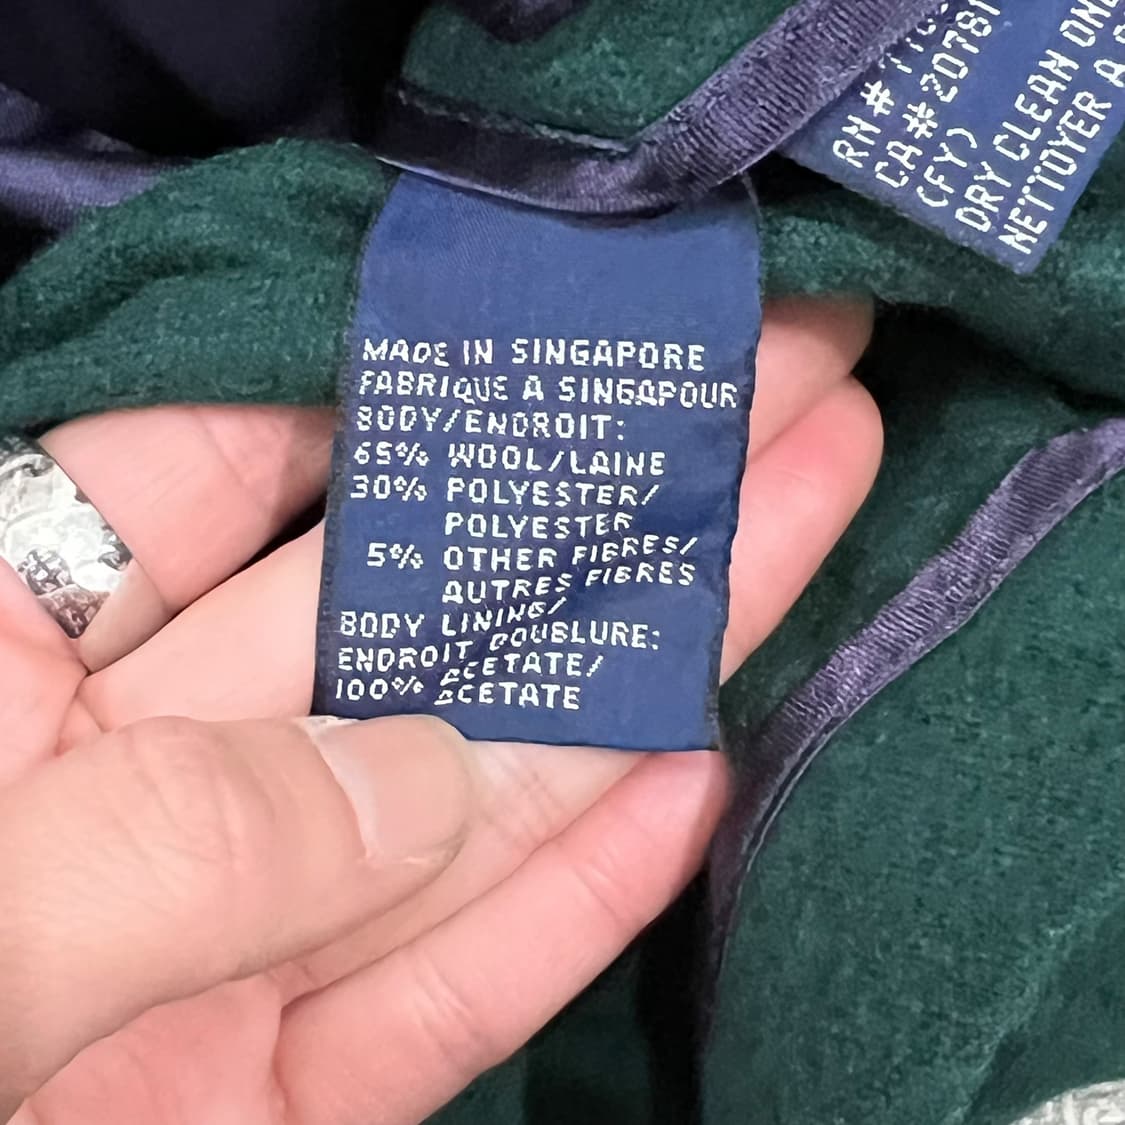 MADE IN SINGAPORE
FABRIQUE A SINGAPOUR
BODY/ENDROIT:
65% WOOL/LAINE
30% POLYESTER/
POLYESTER
5% OTHER FIBRES/
AUTRES FIBRES
BODY LINING/
ENDROIT DOUBLURE:
100% ACETATE/
ACETATE
RN #
CA# 20781
(FY)
DRY CLEAN
NETTOYER A